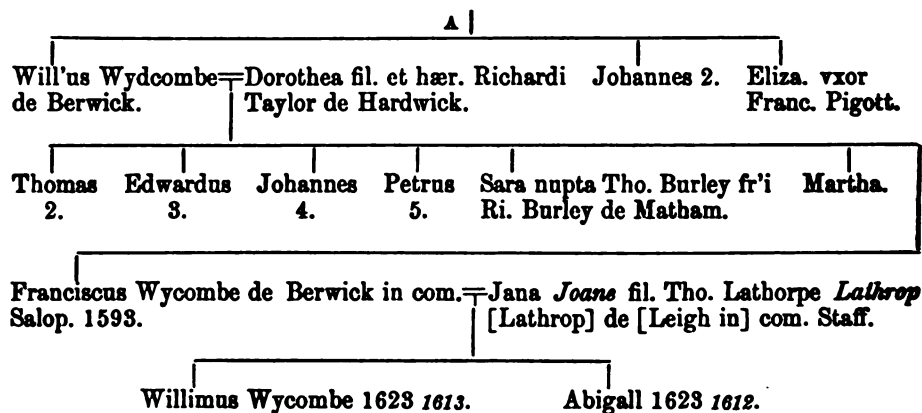 A
Will'us Wydcombe=Dorothea fil. et hær. Richardi Johannes 2. Eliza. vxor
de Berwick. Taylor de Hardwick. Franc. Pigott.
Thomas Edwardus Johannes Petrus Sara nupta Tho. Burley fr'i Martha.
2. 3. 4. 5. Ri. Burley de Matham.
Franciscus Wycombe de Berwick in com.=Jana Joane fil. Tho. Lathorpe Lathrop
Salop. 1593. [Lathrop] de [Leigh in] com. Staff.
Willimus Wycombe 1623 1613. Abigall 1623 1612.